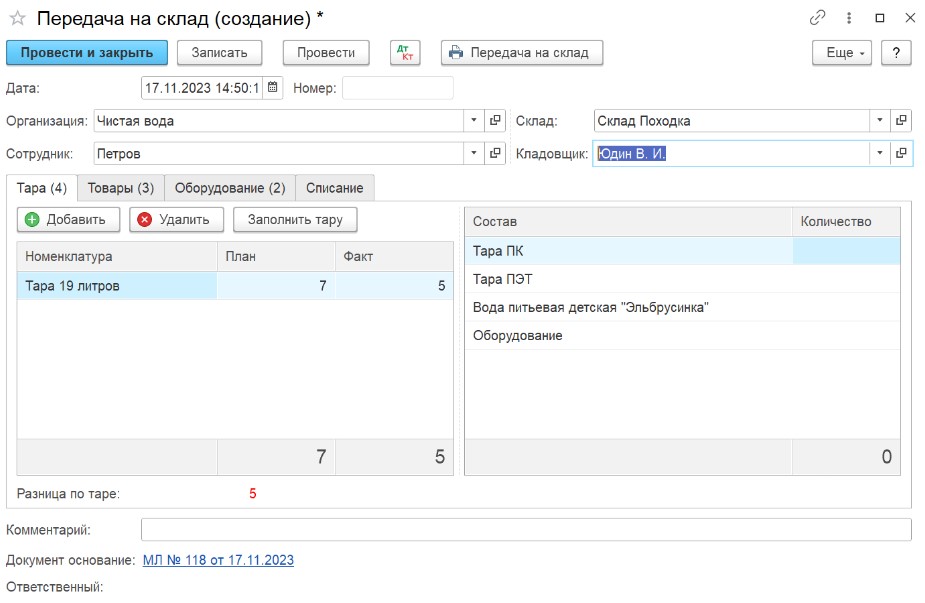 Передача на склад (создание) *
Провести и закрыть Записать Провести Дт Кт Передача на склад Еще ?
Дата: 17.11.2023 14:50:1 Номер:
Организация: Чистая вода Склад: Склад Походка
Сотрудник: Петров Кладовщик: Юдин В. И.
Тара (4) Товары (3) Оборудование (2) Списание
Добавить Удалить Заполнить тару Состав Количество
Номенклатура План Факт Тара ПК
Тара 19 литров 7 5 Тара ПЭТ
Вода питьевая детская "Эльбрусинка"
Оборудование
7 5 0
Разница по таре: 5
Комментарий:
Документ основание: МЛ № 118 от 17.11.2023
Ответственный: